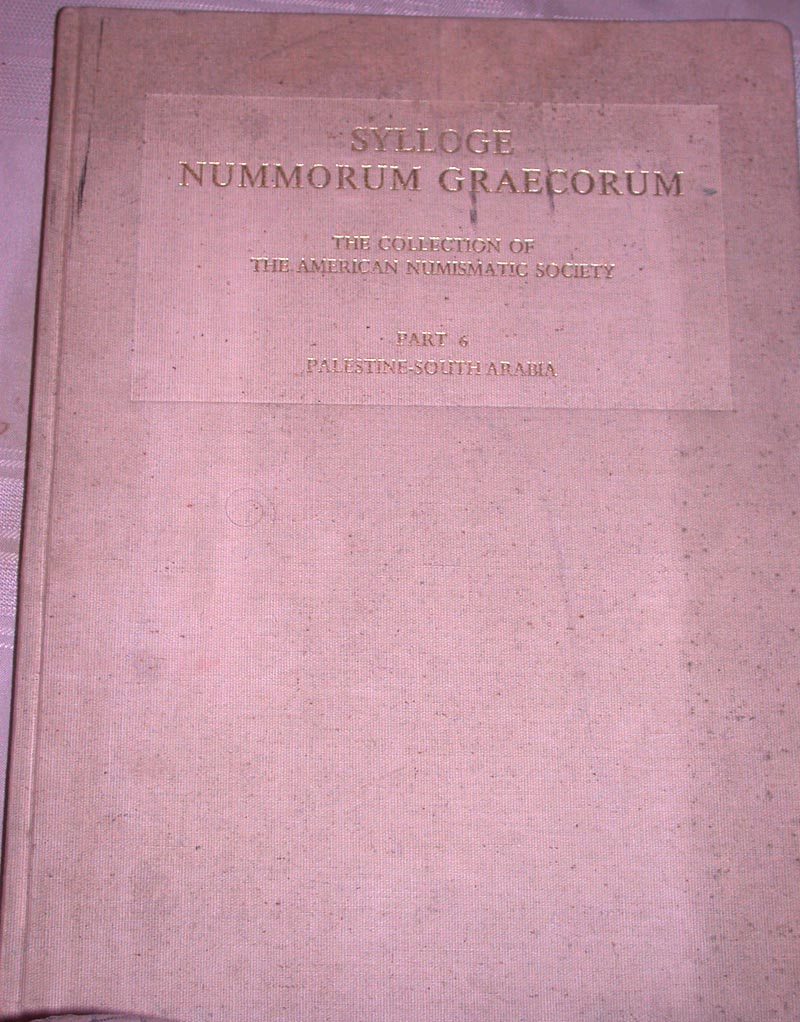 SYLLOGE
NUMMORUM GRAECORUM
THE COLLECTION OF
THE AMERICAN NUMISMATIC SOCIETY
PART 6
PALESTINE-SOUTH ARABIA